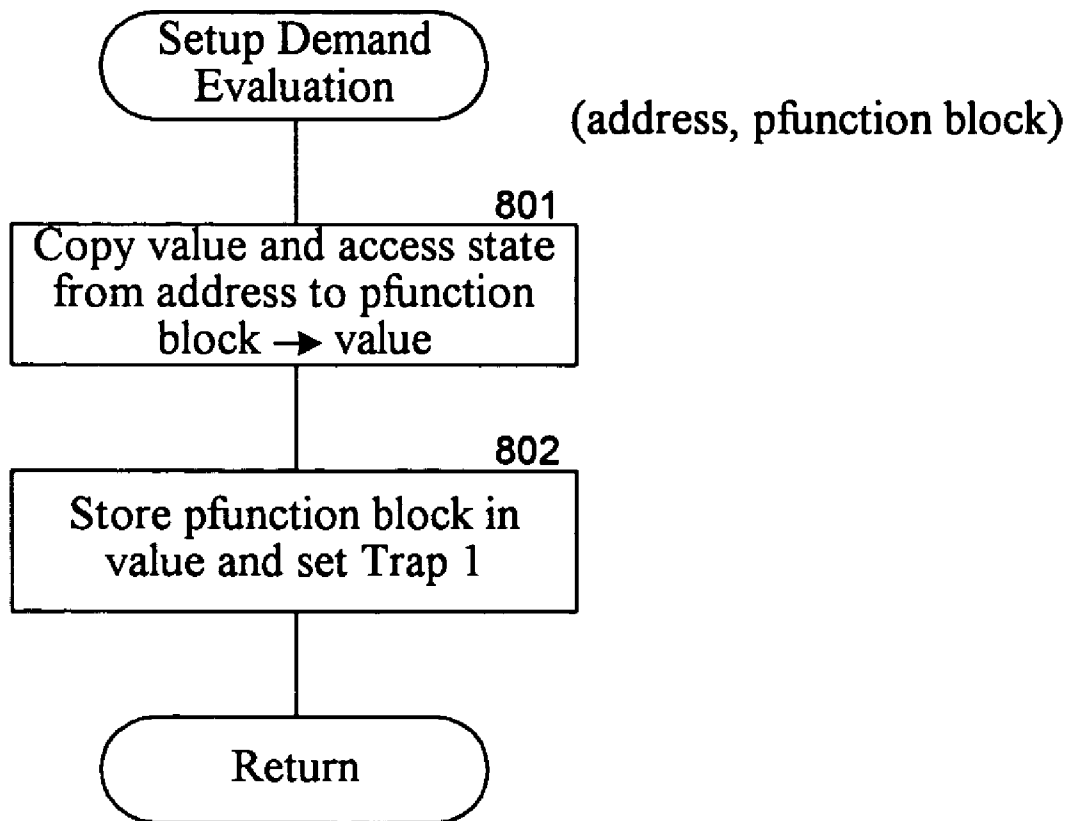 Setup Demand
Evaluation
(address, pfunction block)
801
Copy value and access state
from address to pfunction
block → value
802
Store pfunction block in
value and set Trap 1
Return